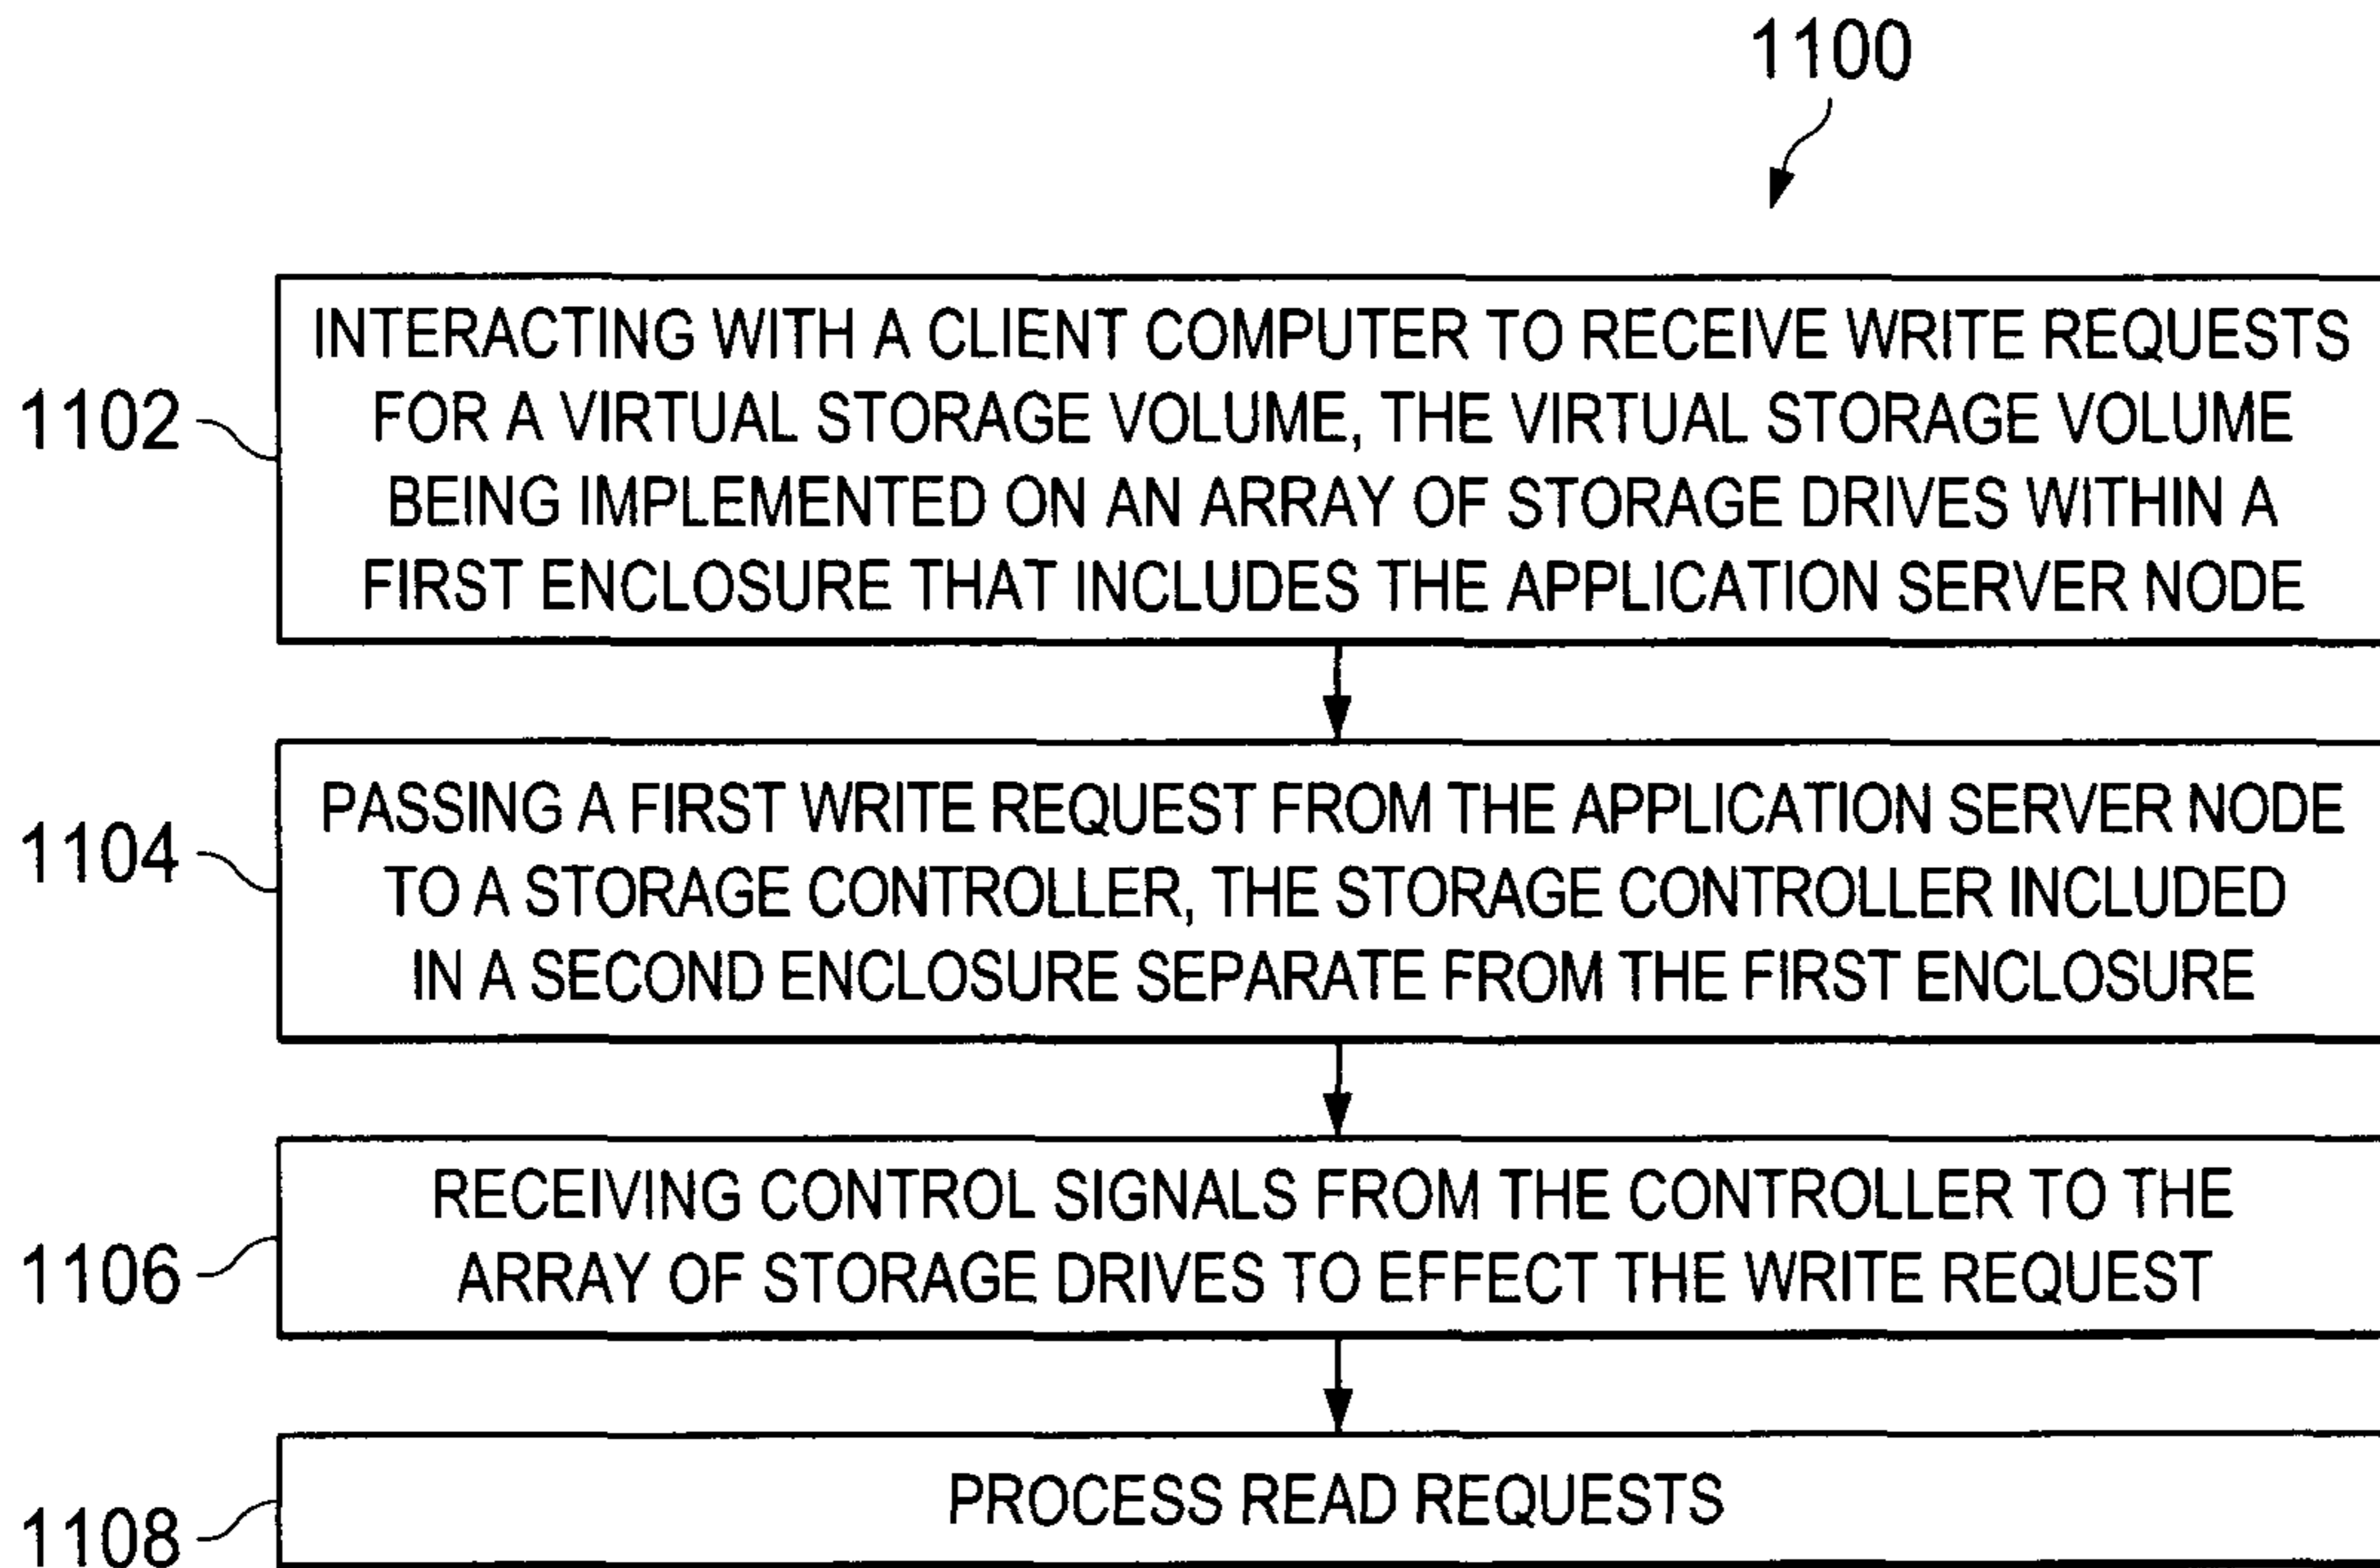 1100
1102
INTERACTING WITH A CLIENT COMPUTER TO RECEIVE WRITE REQUESTS
FOR A VIRTUAL STORAGE VOLUME, THE VIRTUAL STORAGE VOLUME
BEING IMPLEMENTED ON AN ARRAY OF STORAGE DRIVES WITHIN A
FIRST ENCLOSURE THAT INCLUDES THE APPLICATION SERVER NODE
1104
PASSING A FIRST WRITE REQUEST FROM THE APPLICATION SERVER NODE
TO A STORAGE CONTROLLER, THE STORAGE CONTROLLER INCLUDED
IN A SECOND ENCLOSURE SEPARATE FROM THE FIRST ENCLOSURE
1106
RECEIVING CONTROL SIGNALS FROM THE CONTROLLER TO THE
ARRAY OF STORAGE DRIVES TO EFFECT THE WRITE REQUEST
1108
PROCESS READ REQUESTS